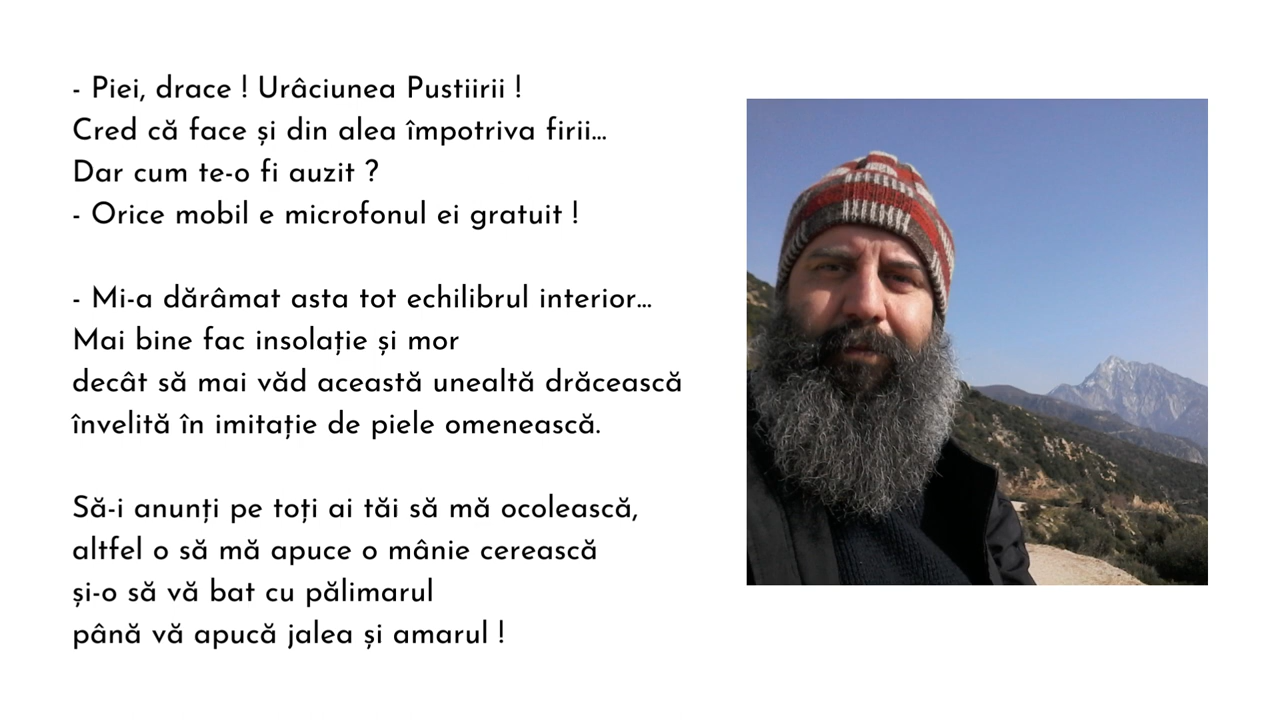 - Piei, drace ! Urâciunea Pustiirii !
Cred că face și din alea împotriva firii...
Dar cum te-o fi auzit ?
- Orice mobil e microfonul ei gratuit !
- Mi-a dărâmat asta tot echilibrul interior...
Mai bine fac insolație și mor
decât să mai văd această unealtă drăcească
învelită în imitație de piele omenească.
Să-i anunți pe toți ai tăi să mă ocolească,
altfel o să mă apuce o mânie cerească
și-o să vă bat cu pălimarul
până vă apucă jalea și amarul !